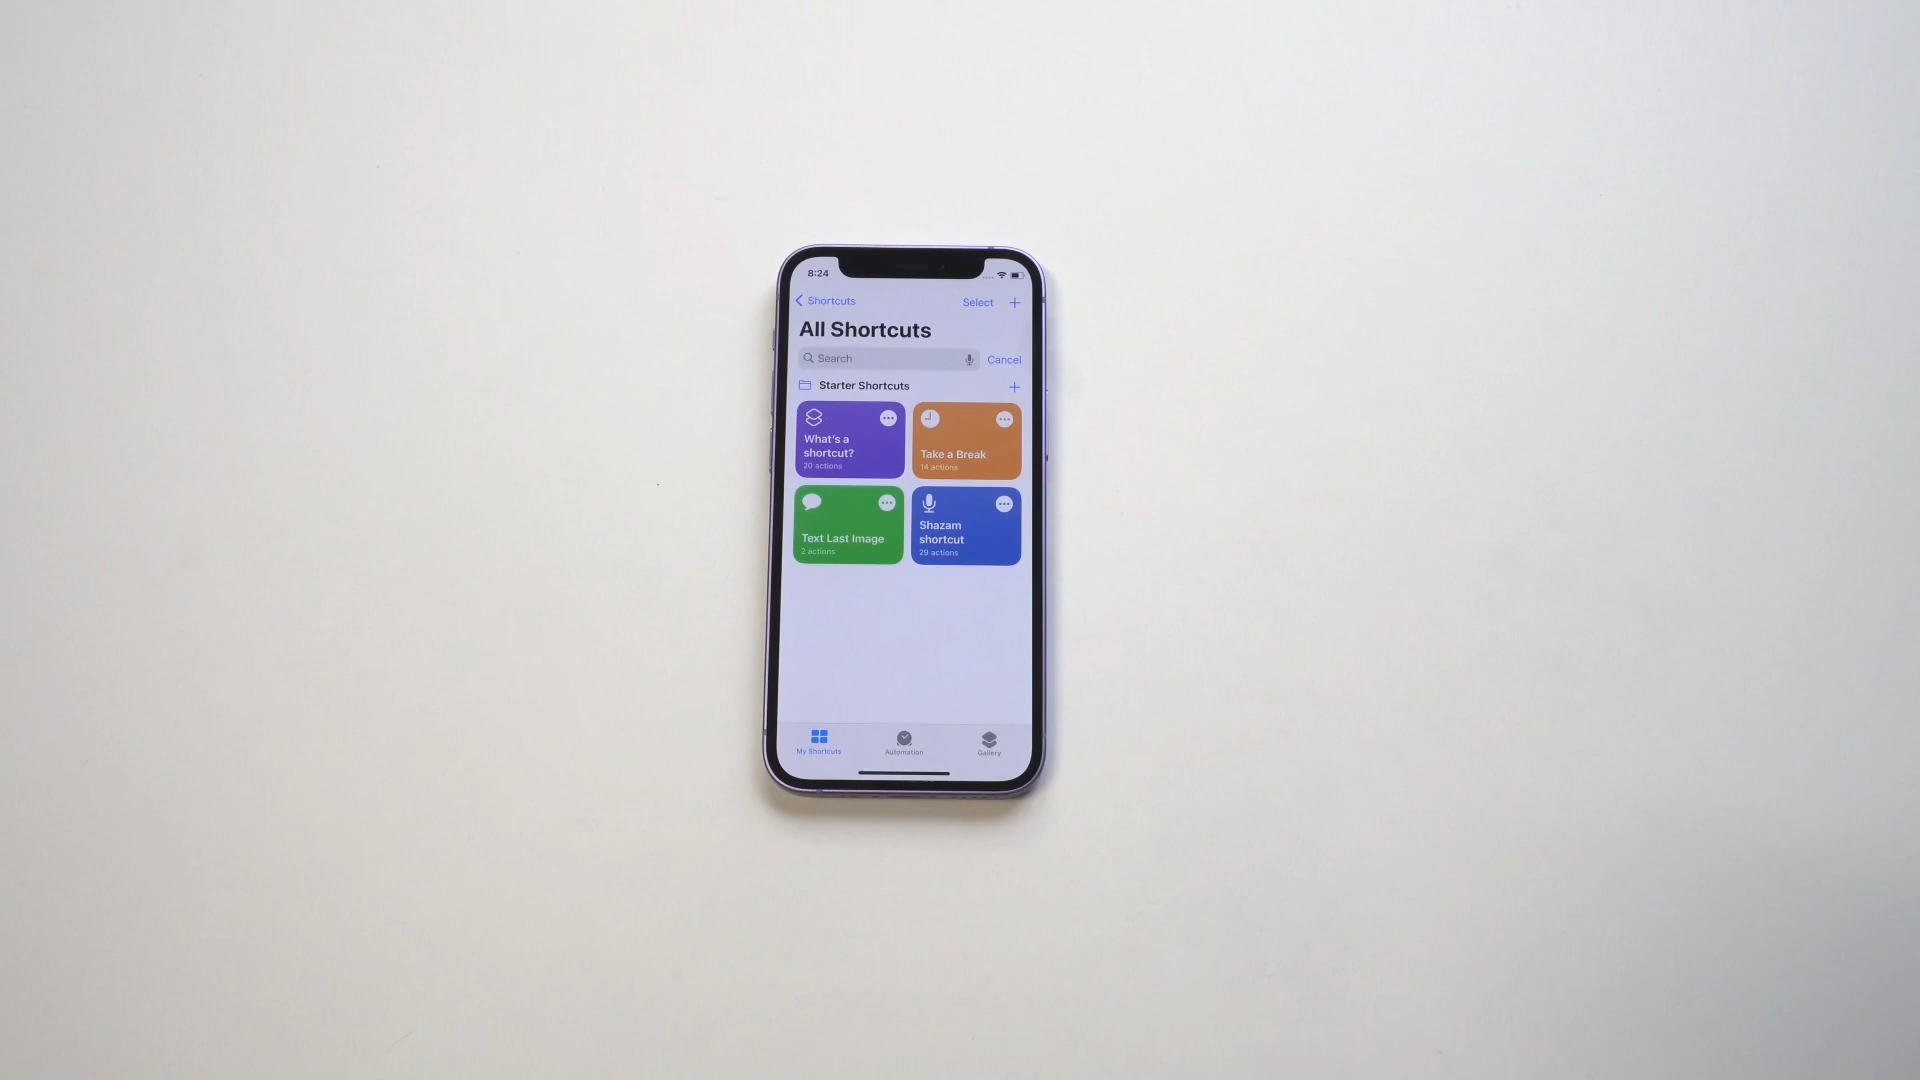 8:24
Shortcuts
Select
All Shortcuts
Search
Cancel
Starter Shortcuts
What's a
shortcut?
20 actions
Take a Break
14 actions
Text Last Image
2 actions
Shazam
shortcut
29 actions
My Shortcuts
Automation
Gallery